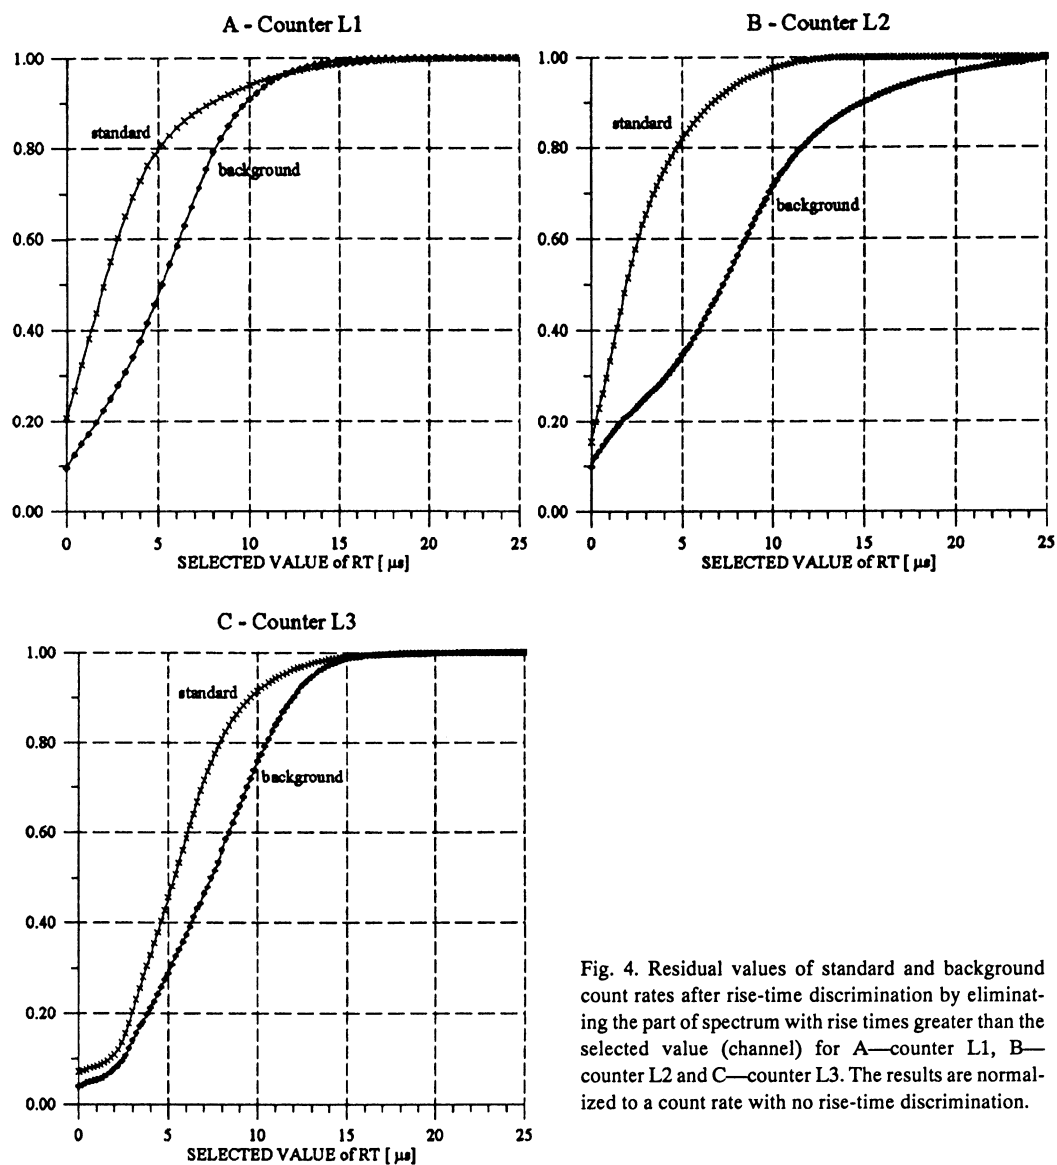 A - Counter L1
1.00
0.80
0.60
0.40
0.20
0.00
standard
background
0
5
10
15
20
25
SELECTED VALUE of RT [ μs]
B - Counter L2
1.00
0.80
0.60
0.40
0.20
0.00
standard
background
0
5
10
15
20
25
SELECTED VALUE of RT [ μs]
C - Counter L3
1.00
0.80
0.60
0.40
0.20
0.00
standard
background
0
5
10
15
20
25
SELECTED VALUE of RT [ μs]
Fig. 4. Residual values of standard and background
count rates after rise-time discrimination by eliminat-
ing the part of spectrum with rise times greater than the
selected value (channel) for A—counter L1, B—
counter L2 and C—counter L3. The results are normal-
ized to a count rate with no rise-time discrimination.